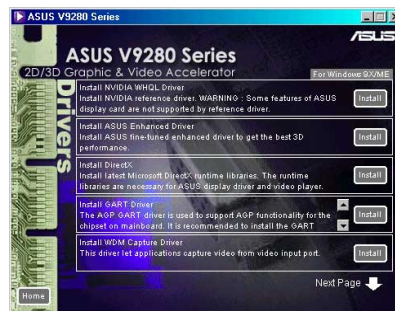 ASUS V9280 Series
ASUS
ASUS V9280 Series
2D/3D Graphic & Video Accelerator
For Windows 9X/ME
Drivers
Install NVIDIA WHQL Driver
Install NVIDIA reference driver. WARNING : Some features of ASUS
display card are not supported by reference driver.
Install
Install ASUS Enhanced Driver
Install ASUS fine-tuned enhanced driver to get the best 3D
performance.
Install
Install DirectX
Install latest Microsoft DirectX runtime libraries. The runtime
libraries are necessary for ASUS display driver and video player.
Install
Install GART Driver
The AGP GART driver is used to support AGP functionality for the
chipset on mainboard. It is recommended to install the GART
Install
Install WDM Capture Driver
This driver let applications capture video from video input port.
Install
Next Page
Home